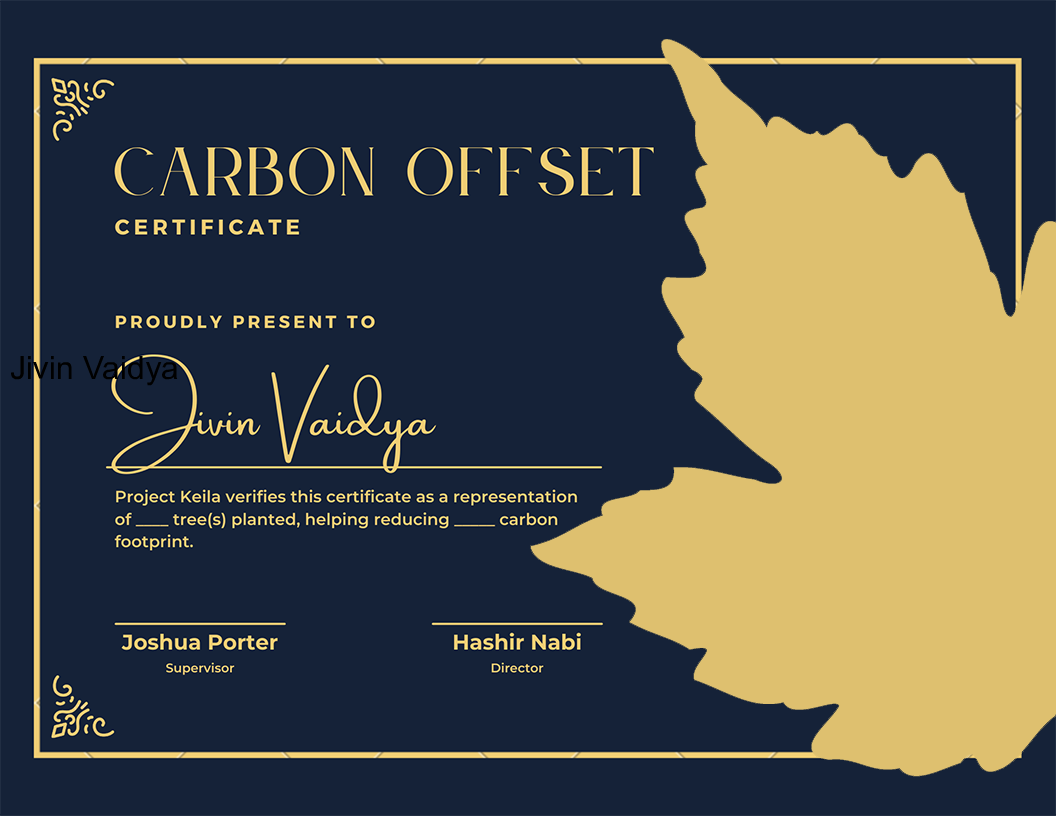 CARBON OFFSET
CERTIFICATE
PROUDLY PRESENT TO
Jivin Vaidya
Jivin Vaidya
Project Keila verifies this certificate as a representation
of ____ tree(s) planted, helping reducing _____ carbon
footprint.
Joshua Porter
Supervisor
Hashir Nabi
Director